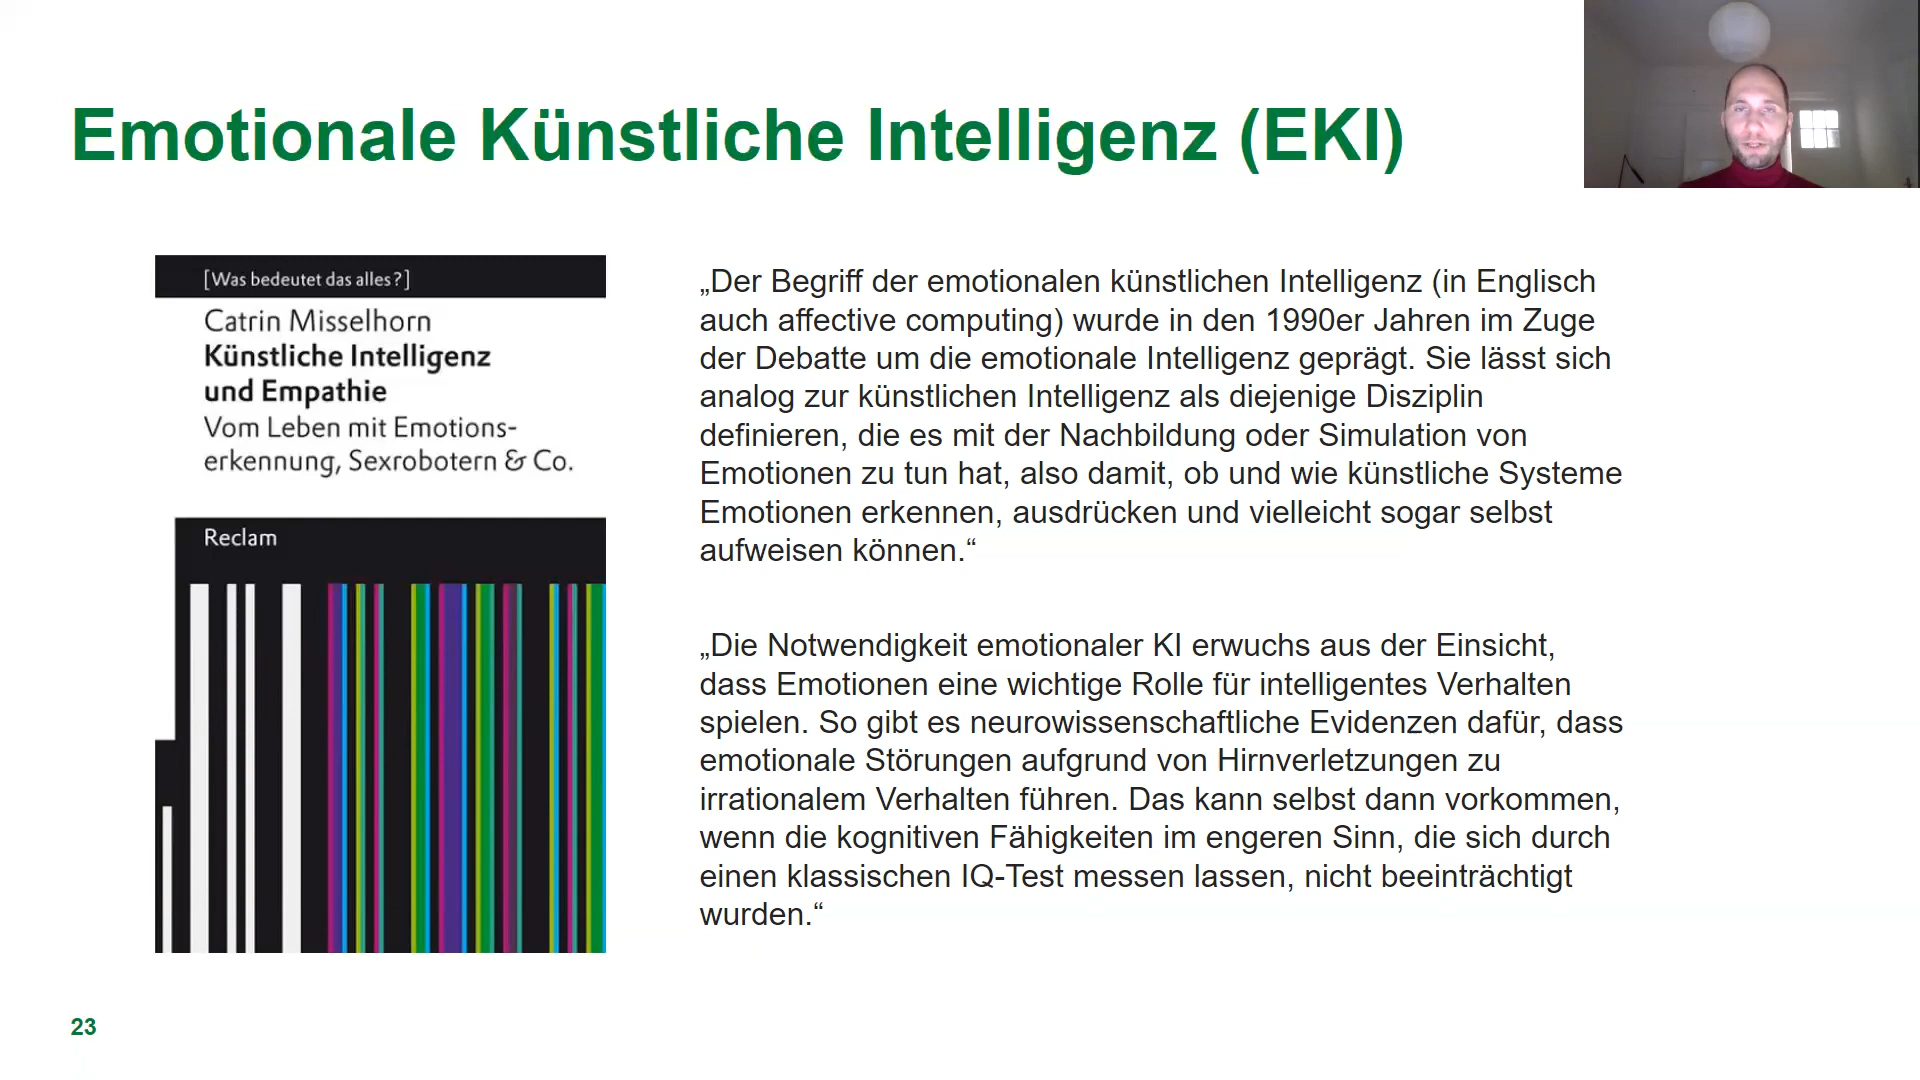 Emotionale Künstliche Intelligenz (EKI)
[Was bedeutet das alles?]
Catrin Misselhorn
Künstliche Intelligenz
und Empathie
Vom Leben mit Emotions-
erkennung, Sexrobotern & Co.
Reclam
„Der Begriff der emotionalen künstlichen Intelligenz (in Englisch
auch affective computing) wurde in den 1990er Jahren im Zuge
der Debatte um die emotionale Intelligenz geprägt. Sie lässt sich
analog zur künstlichen Intelligenz als diejenige Disziplin
definieren, die es mit der Nachbildung oder Simulation von
Emotionen zu tun hat, also damit, ob und wie künstliche Systeme
Emotionen erkennen, ausdrücken und vielleicht sogar selbst
aufweisen können.“
„Die Notwendigkeit emotionaler KI erwuchs aus der Einsicht,
dass Emotionen eine wichtige Rolle für intelligentes Verhalten
spielen. So gibt es neurowissenschaftliche Evidenzen dafür, dass
emotionale Störungen aufgrund von Hirnverletzungen zu
irrationalem Verhalten führen. Das kann selbst dann vorkommen,
wenn die kognitiven Fähigkeiten im engeren Sinn, die sich durch
einen klassischen IQ-Test messen lassen, nicht beeinträchtigt
wurden.“
23